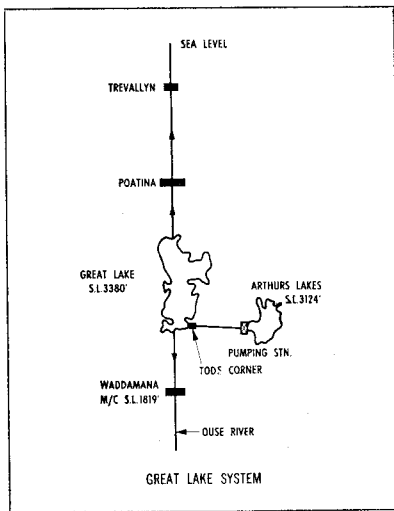 SEA LEVEL
TREVALLYN
POATINA
GREAT LAKE
S.L.3380'
ARTHURS LAKES
S.L.3124'
PUMPING STN.
TODS CORNER
WADDAMANA
M/C S.L.1819'
OUSE RIVER
GREAT LAKE SYSTEM